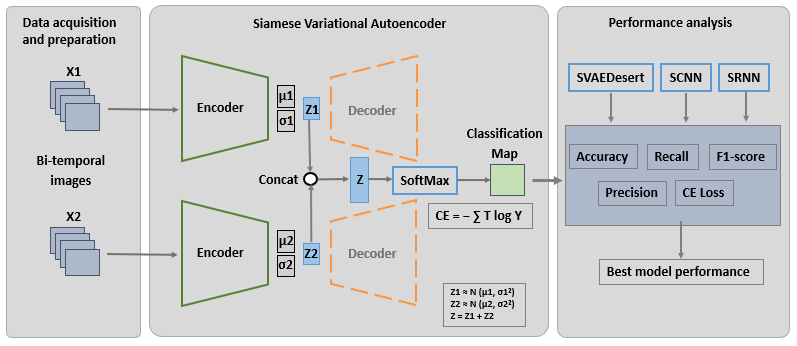 Data acquisition
and preparation
X1
Bi-temporal
images
X2
Siamese Variational Autoencoder
Encoder
μ1
σ1
Z1
Decoder
Concat
Z
SoftMax
Classification
Map
CE = – ∑ T log Y
Encoder
μ2
σ2
Z2
Decoder
Z1 ≈ N (μ1, σ1²)
Z2 ≈ N (μ2, σ2²)
Z = Z1 + Z2
Performance analysis
SVAEDesert
SCNN
SRNN
Accuracy
Recall
F1-score
Precision
CE Loss
Best model performance